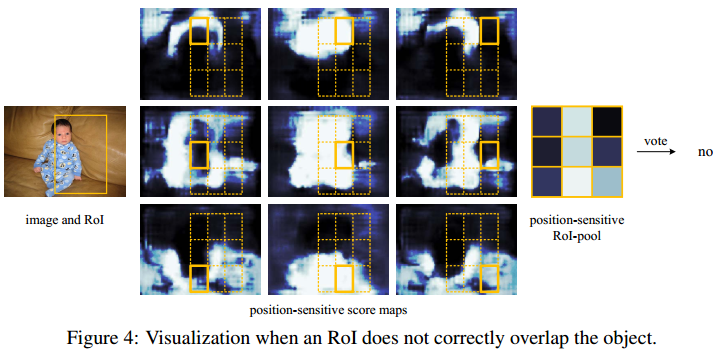 vote
no
image and RoI
position-sensitive
RoI-pool
position-sensitive score maps
Figure 4: Visualization when an RoI does not correctly overlap the object.